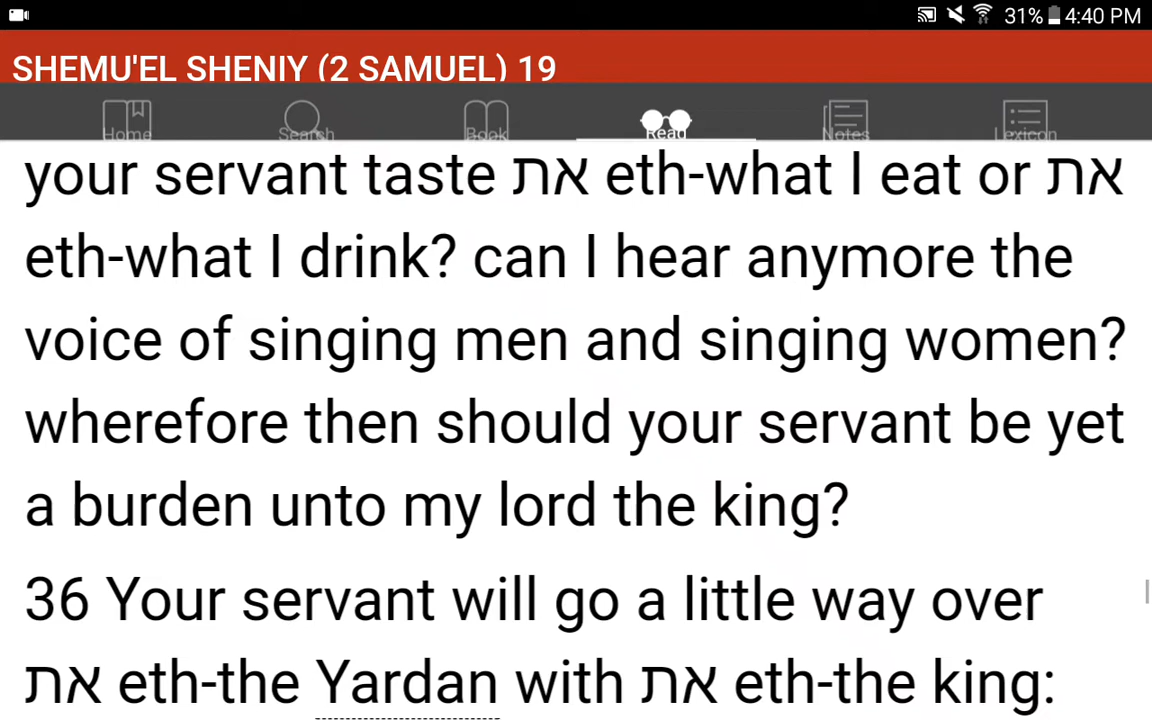 31% 4:40 PM
SHEMU'EL SHENIY (2 SAMUEL) 19
Home Search Book Read Notes Lexicon
your servant taste את eth-what I eat or את
eth-what I drink? can I hear anymore the
voice of singing men and singing women?
wherefore then should your servant be yet
a burden unto my lord the king?
36 Your servant will go a little way over
את eth-the Yardan with את eth-the king: